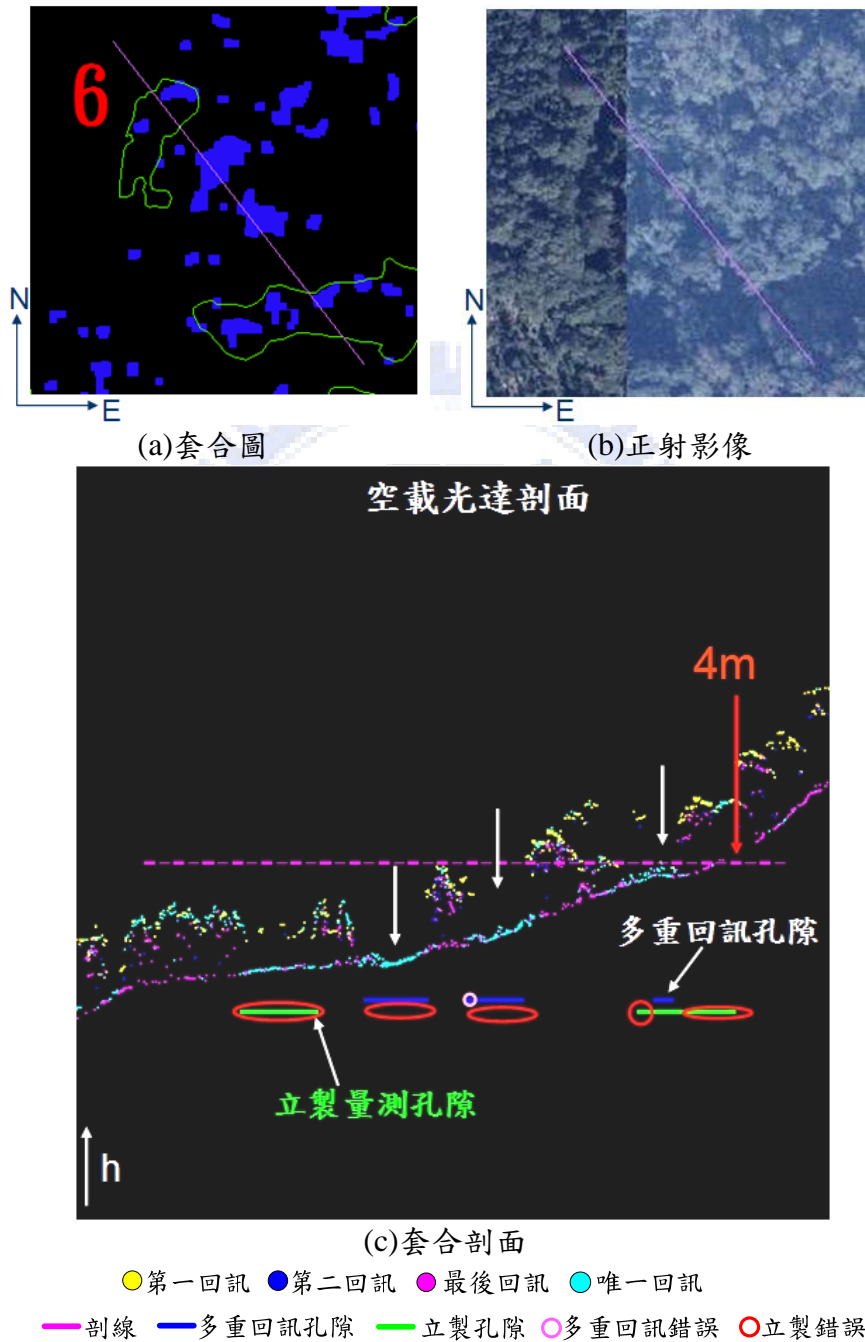 6
N
E
N
E
(a)套合圖
(b)正射影像
空載光達剖面
4m
多重回訊孔隙
立製量測孔隙
h
(c)套合剖面
第一回訊 第二回訊 最後回訊 唯一回訊
剖線 多重回訊孔隙 立製孔隙 多重回訊錯誤 立製錯誤